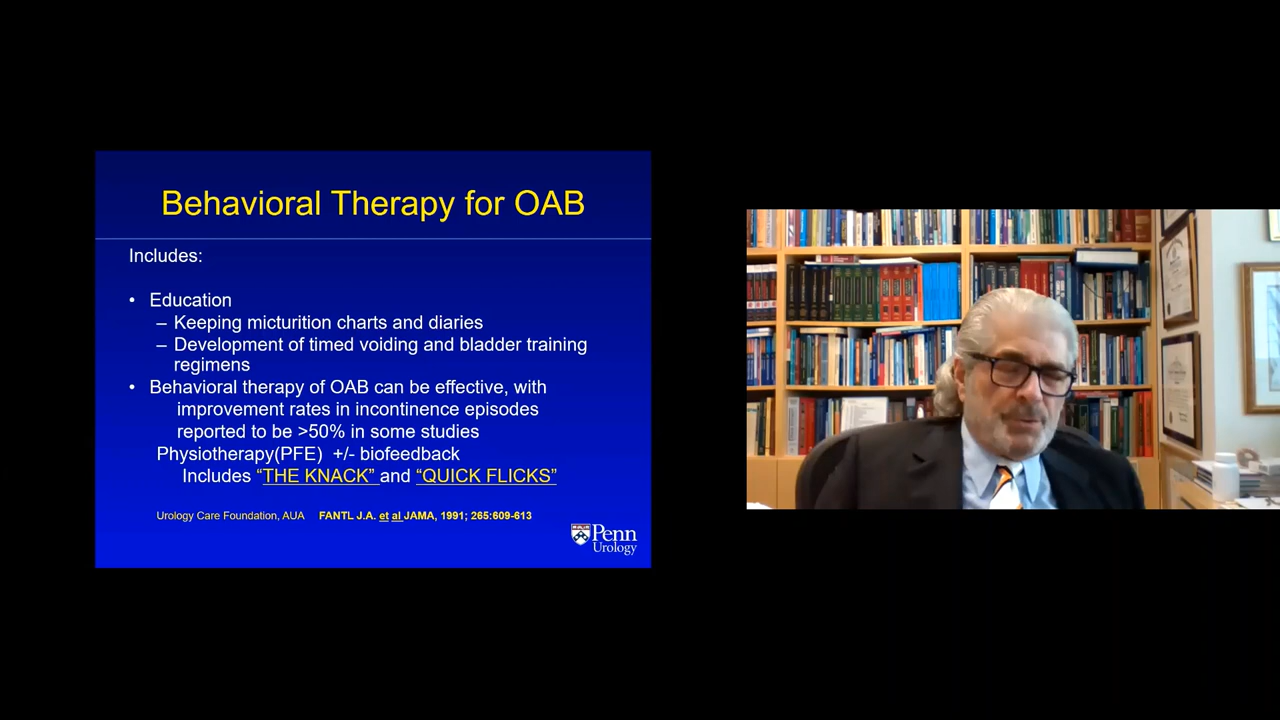 Behavioral Therapy for OAB
Includes:
• Education
– Keeping micturition charts and diaries
– Development of timed voiding and bladder training
regimens
• Behavioral therapy of OAB can be effective, with
improvement rates in incontinence episodes
reported to be >50% in some studies
Physiotherapy(PFE) +/- biofeedback
Includes “THE KNACK” and “QUICK FLICKS”
Urology Care Foundation, AUA FANTL J.A. et al JAMA, 1991; 265:609-613
Penn
Urology